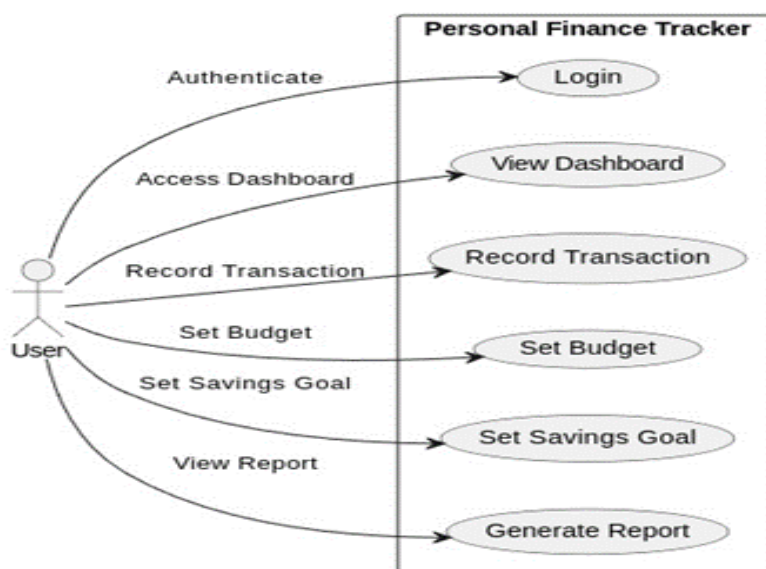 Personal Finance Tracker
Authenticate
Login
Access Dashboard
View Dashboard
Record Transaction
Record Transaction
Set Budget
Set Budget
User
Set Savings Goal
Set Savings Goal
View Report
Generate Report